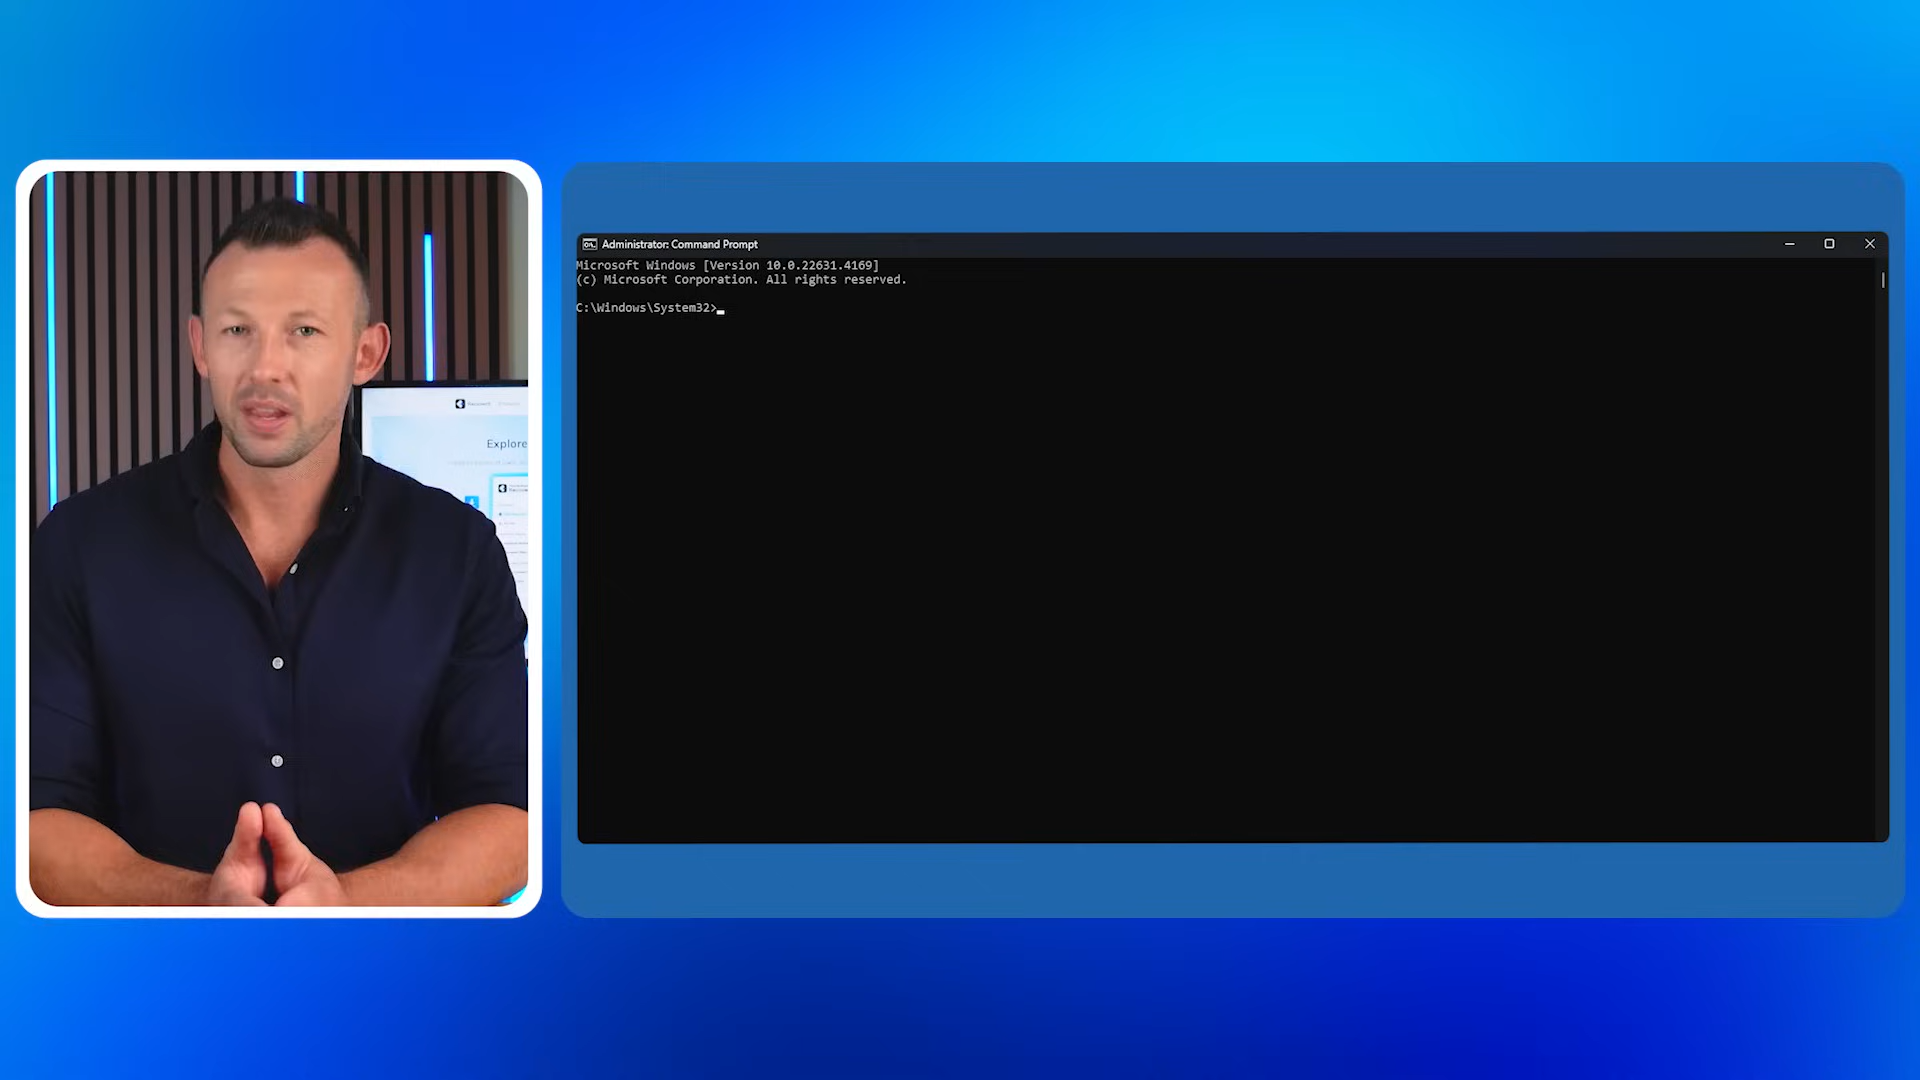 Explore
Administrator: Command Prompt
Microsoft Windows [Version 10.0.22631.4169]
(c) Microsoft Corporation. All rights reserved.
C:\Windows\System32>